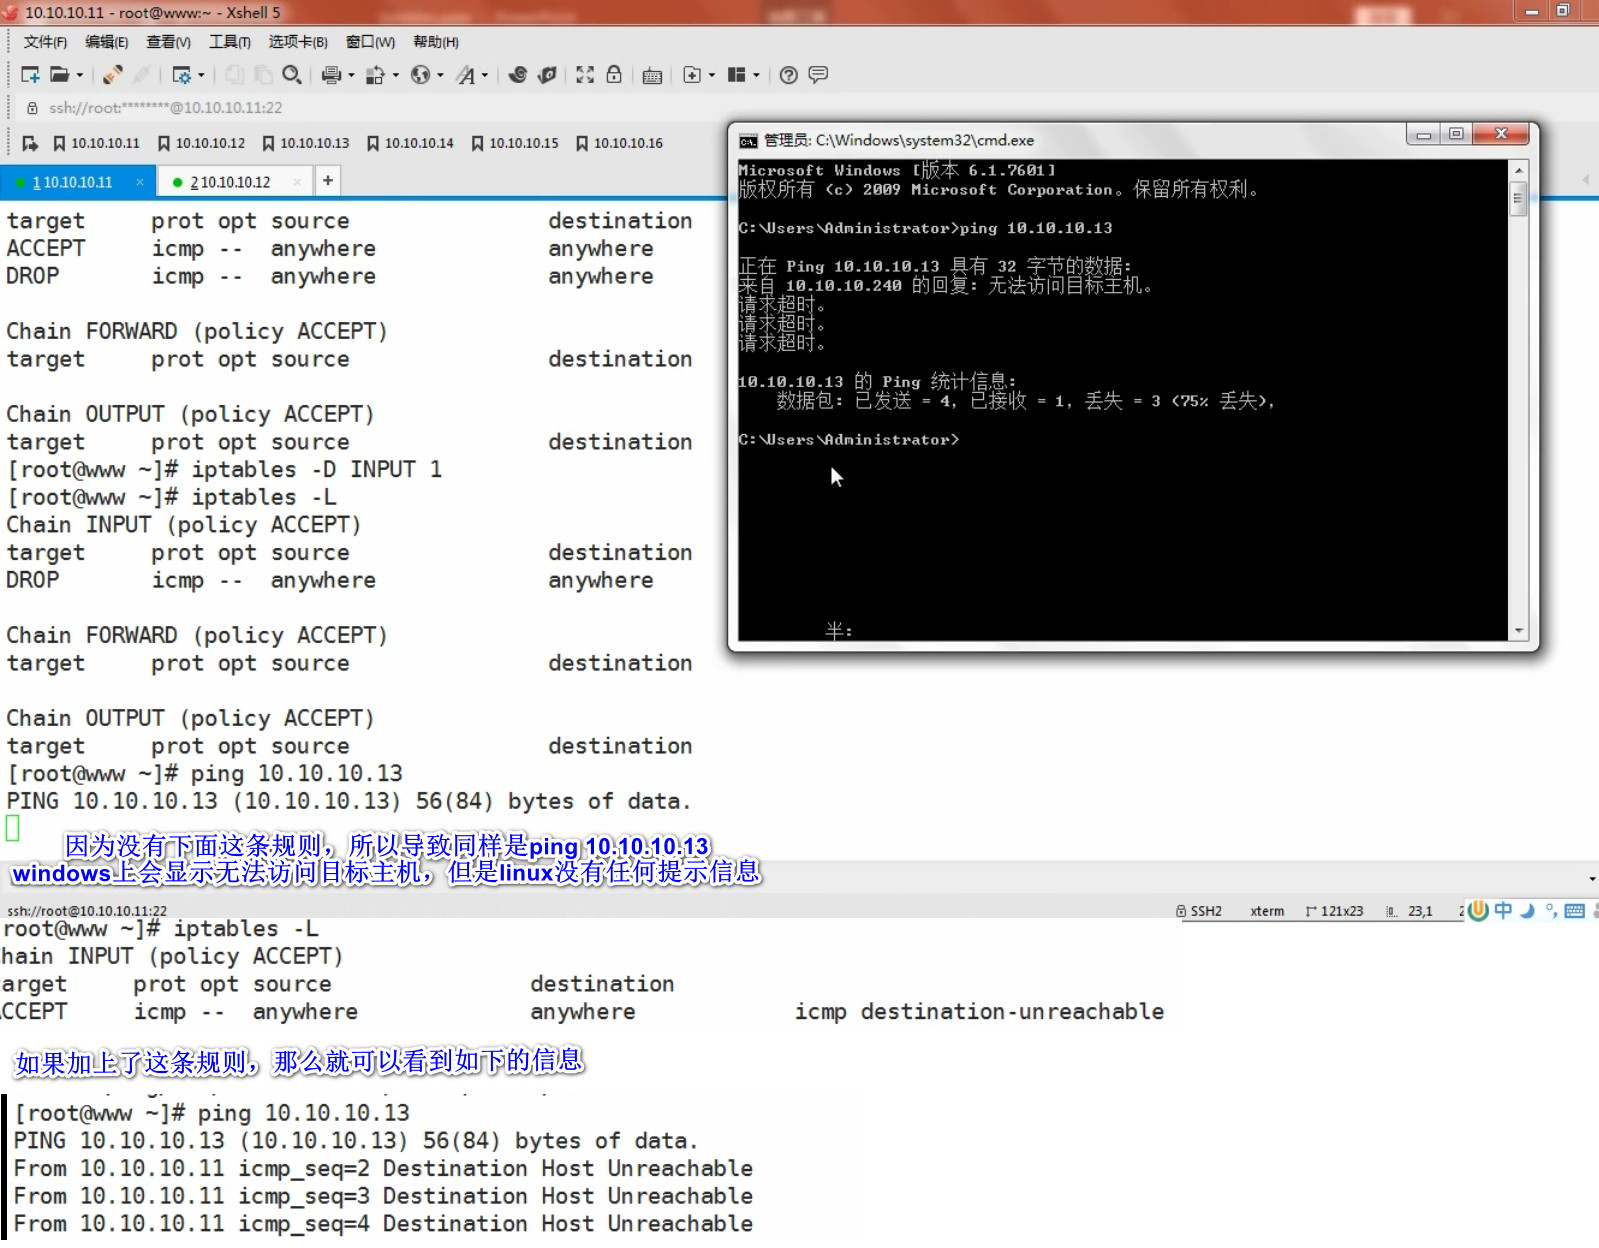 10.10.10.11 - root@www:~ - Xshell 5
文件(F) 编辑(E) 查看(V) 工具(T) 选项卡(B) 窗口(W) 帮助(H)
ssh://root:********@10.10.10.11:22
10.10.10.11 10.10.10.12 10.10.10.13 10.10.10.14 10.10.10.15 10.10.10.16
1 10.10.10.11 × 2 10.10.10.12 × +
target prot opt source destination
ACCEPT icmp -- anywhere anywhere
DROP icmp -- anywhere anywhere
Chain FORWARD (policy ACCEPT)
target prot opt source destination
Chain OUTPUT (policy ACCEPT)
target prot opt source destination
[root@www ~]# iptables -D INPUT 1
[root@www ~]# iptables -L
Chain INPUT (policy ACCEPT)
target prot opt source destination
DROP icmp -- anywhere anywhere
Chain FORWARD (policy ACCEPT)
target prot opt source destination
Chain OUTPUT (policy ACCEPT)
target prot opt source destination
[root@www ~]# ping 10.10.10.13
PING 10.10.10.13 (10.10.10.13) 56(84) bytes of data.
管理员: C:\Windows\system32\cmd.exe
Microsoft Windows [版本 6.1.7601]
版权所有 (c) 2009 Microsoft Corporation。保留所有权利。
C:\Users\Administrator>ping 10.10.10.13
正在 Ping 10.10.10.13 具有 32 字节的数据:
来自 10.10.10.240 的回复: 无法访问目标主机。
请求超时。
请求超时。
请求超时。
10.10.10.13 的 Ping 统计信息:
数据包: 已发送 = 4, 已接收 = 1, 丢失 = 3 (75% 丢失),
C:\Users\Administrator>
半:
因为没有下面这条规则，所以导致同样是ping 10.10.10.13
windows上会显示无法访问目标主机，但是linux没有任何提示信息
ssh://root@10.10.10.11:22 SSH2 xterm 121x23 23,1 中
root@www ~]# iptables -L
hain INPUT (policy ACCEPT)
arget prot opt source destination
CCEPT icmp -- anywhere anywhere icmp destination-unreachable
如果加上了这条规则，那么就可以看到如下的信息
[root@www ~]# ping 10.10.10.13
PING 10.10.10.13 (10.10.10.13) 56(84) bytes of data.
From 10.10.10.11 icmp_seq=2 Destination Host Unreachable
From 10.10.10.11 icmp_seq=3 Destination Host Unreachable
From 10.10.10.11 icmp_seq=4 Destination Host Unreachable